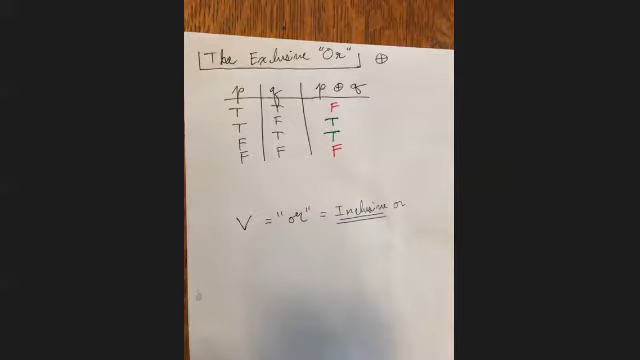 The Exclusive "Or" ⊕
p q p ⊕ q
T T F
T F T
F T T
F F F
V = "or" = Inclusive or